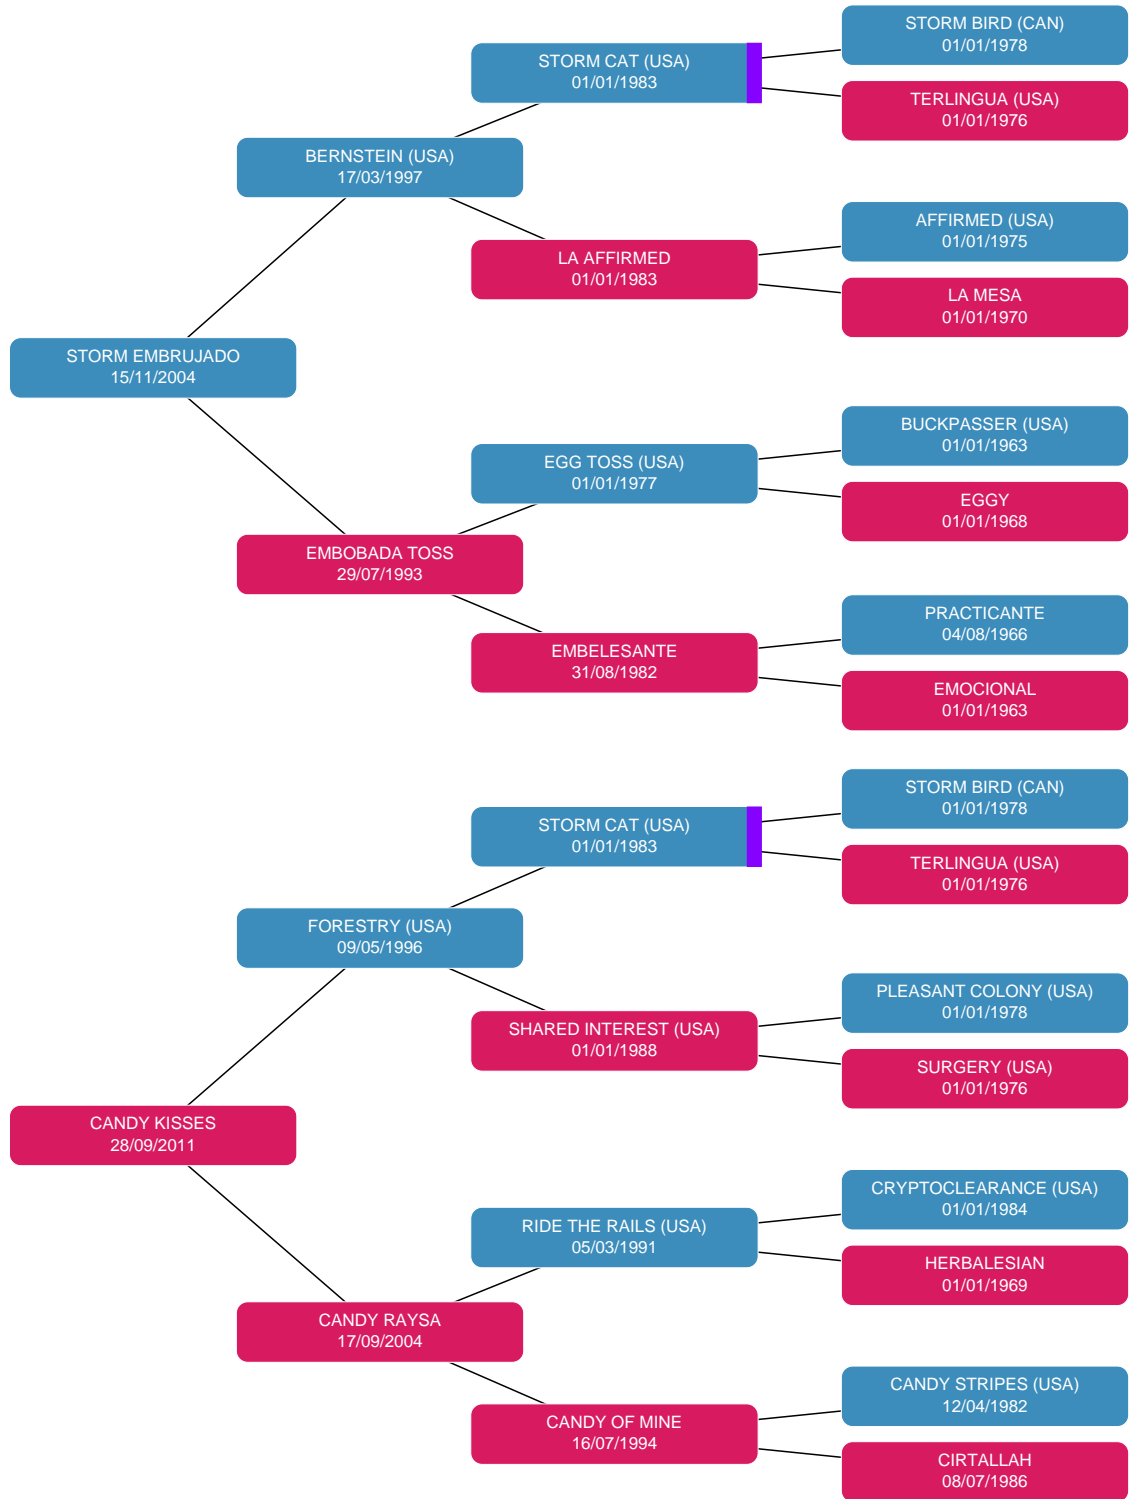 STORM BIRD (CAN)
01/01/1978
STORM CAT (USA)
01/01/1983
TERLINGUA (USA)
01/01/1976
BERNSTEIN (USA)
17/03/1997
AFFIRMED (USA)
01/01/1975
LA AFFIRMED
01/01/1983
LA MESA
01/01/1970
STORM EMBRUJADO
15/11/2004
BUCKPASSER (USA)
01/01/1963
EGG TOSS (USA)
01/01/1977
EGGY
01/01/1968
EMBOBADA TOSS
29/07/1993
PRACTICANTE
04/08/1966
EMBELESANTE
31/08/1982
EMOCIONAL
01/01/1963
STORM BIRD (CAN)
01/01/1978
STORM CAT (USA)
01/01/1983
TERLINGUA (USA)
01/01/1976
FORESTRY (USA)
09/05/1996
PLEASANT COLONY (USA)
01/01/1978
SHARED INTEREST (USA)
01/01/1988
SURGERY (USA)
01/01/1976
CANDY KISSES
28/09/2011
CRYPTOCLEARANCE (USA)
01/01/1984
RIDE THE RAILS (USA)
05/03/1991
HERBALESIAN
01/01/1969
CANDY RAYSA
17/09/2004
CANDY STRIPES (USA)
12/04/1982
CANDY OF MINE
16/07/1994
CIRTALLAH
08/07/1986